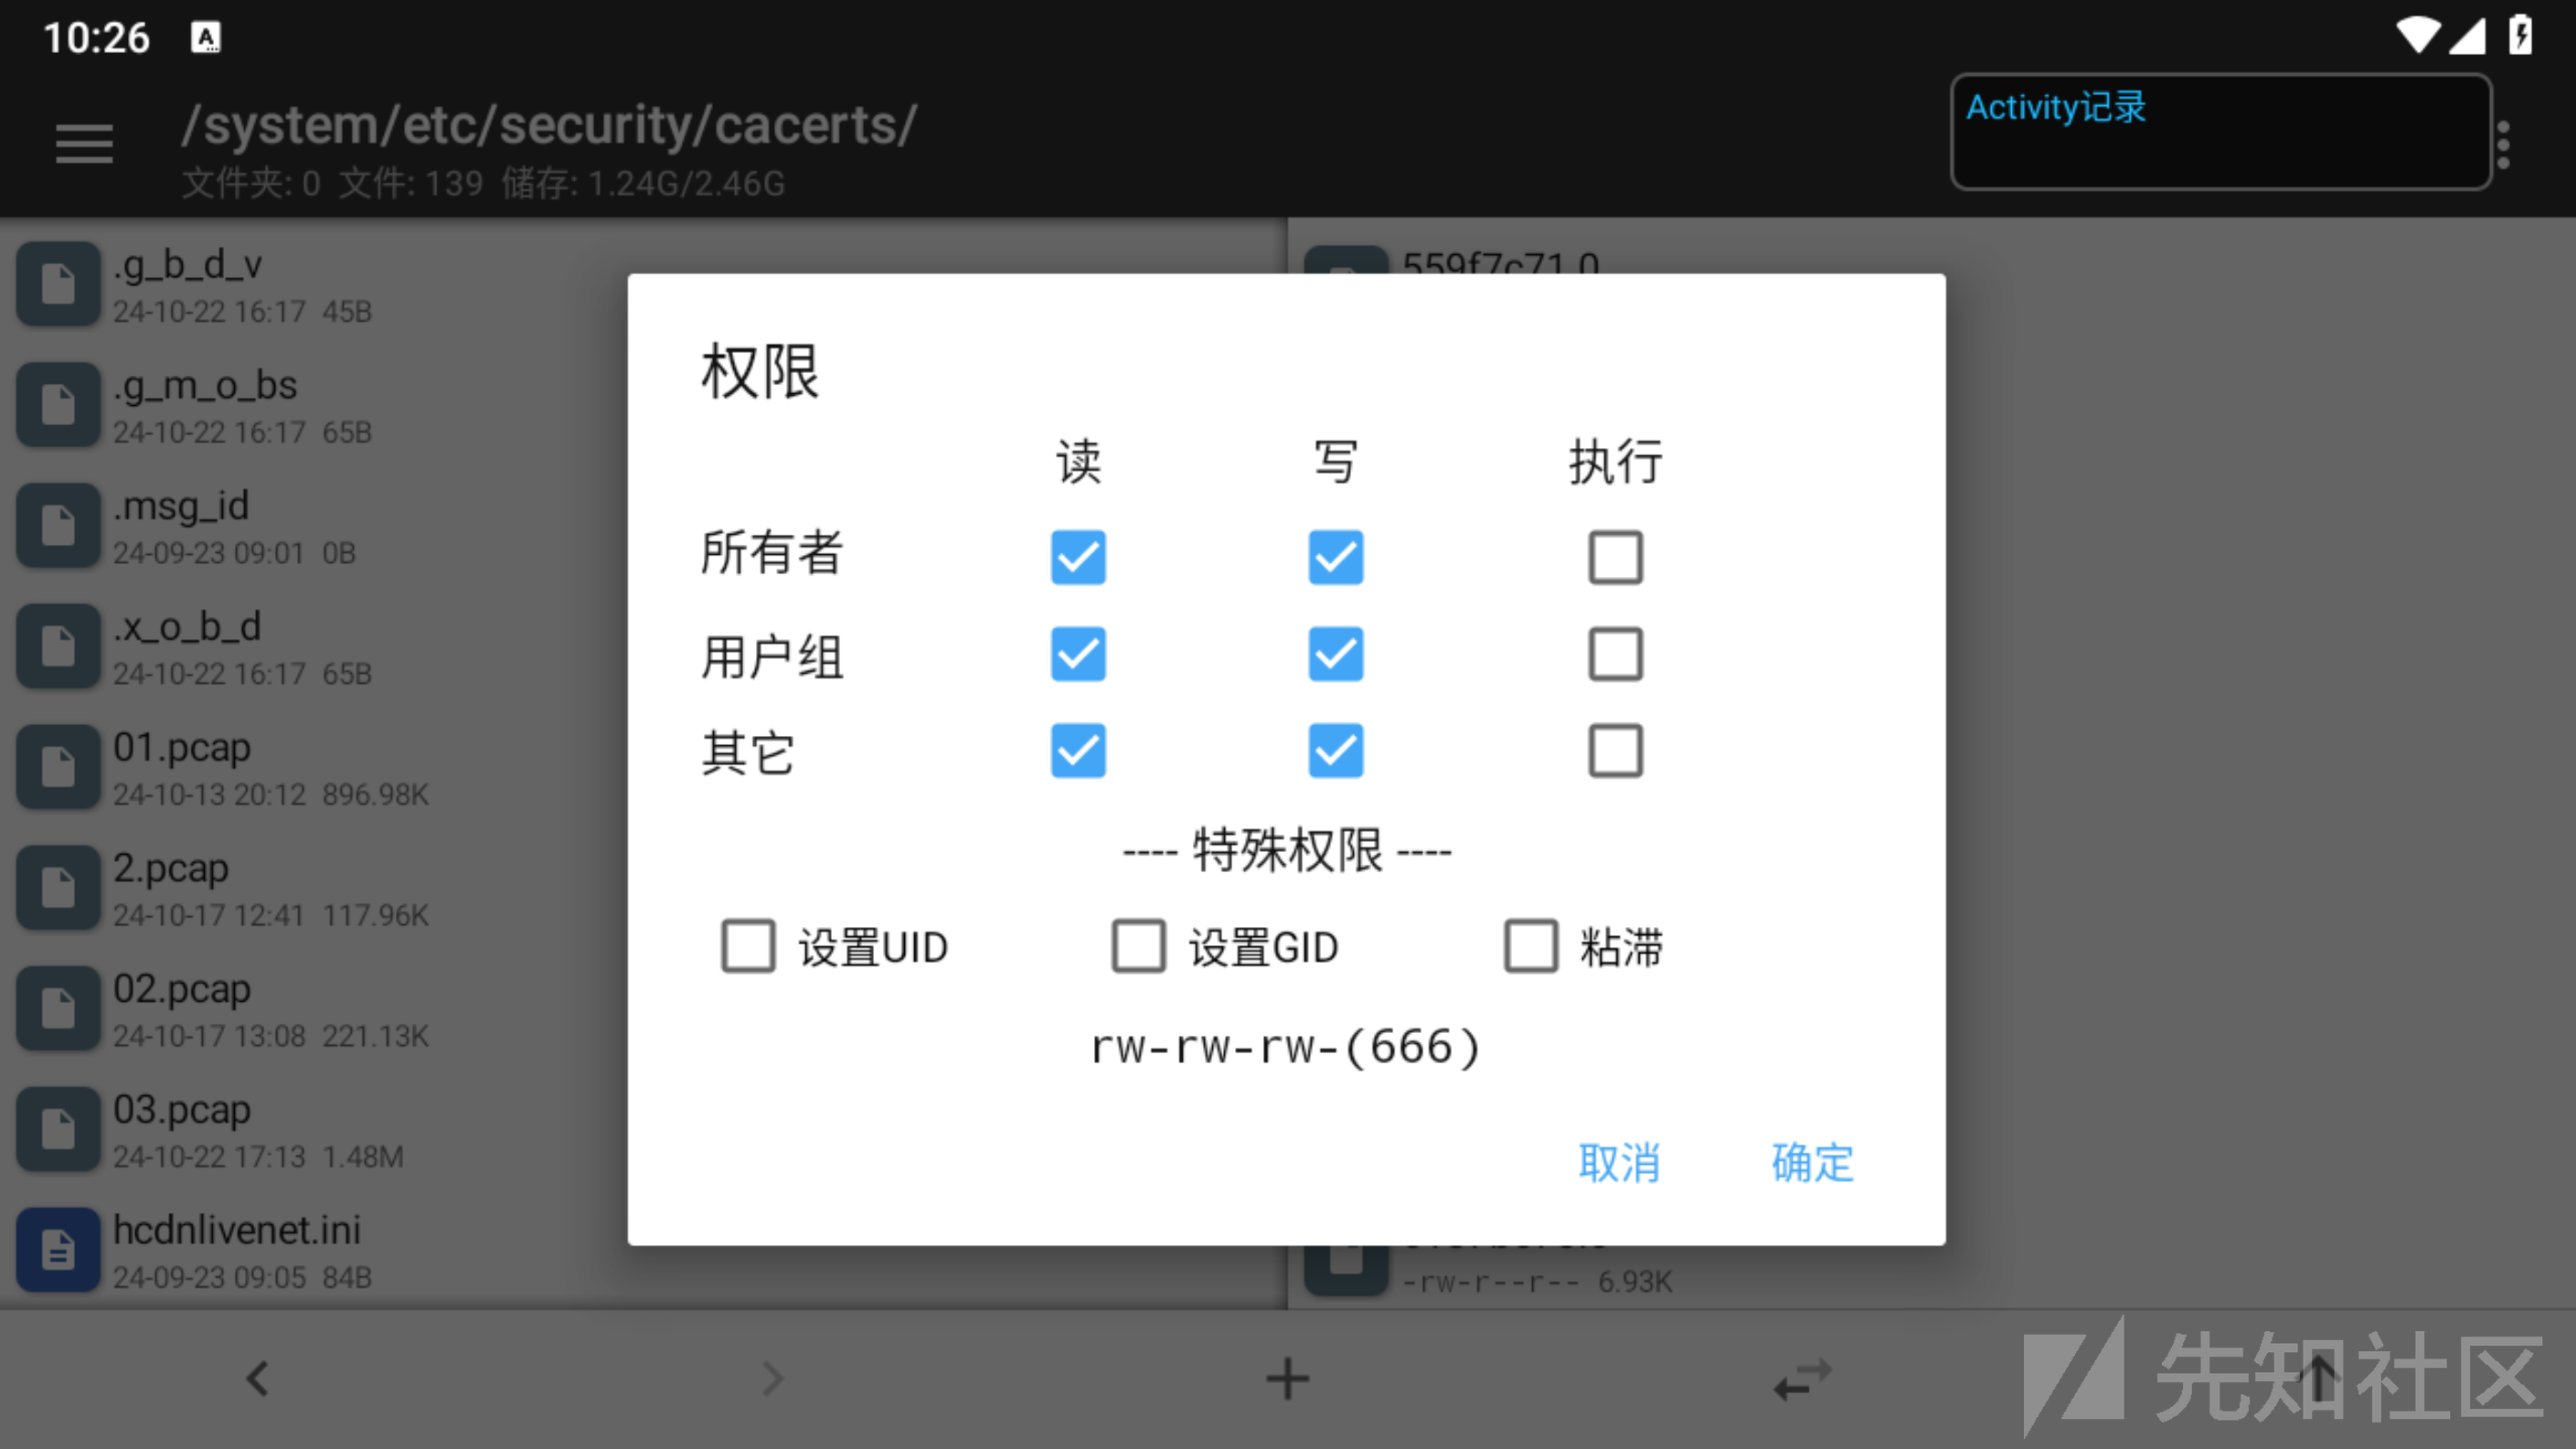 10:26
/system/etc/security/cacerts/
文件夹: 0 文件: 139 储存: 1.24G/2.46G
Activity记录
.g_b_d_v
24-10-22 16:17 45B
.g_m_o_bs
24-10-22 16:17 65B
.msg_id
24-09-23 09:01 0B
.x_o_b_d
24-10-22 16:17 65B
01.pcap
24-10-13 20:12 896.98K
2.pcap
24-10-17 12:41 117.96K
02.pcap
24-10-17 13:08 221.13K
03.pcap
24-10-22 17:13 1.48M
hcdnlivenet.ini
24-09-23 09:05 84B
559f7c71.0
权限
读 写 执行
所有者
用户组
其它
---- 特殊权限 ----
设置UID 设置GID 粘滞
rw-rw-rw-(666)
取消 确定
-rw-r--r-- 6.93K
先知社区